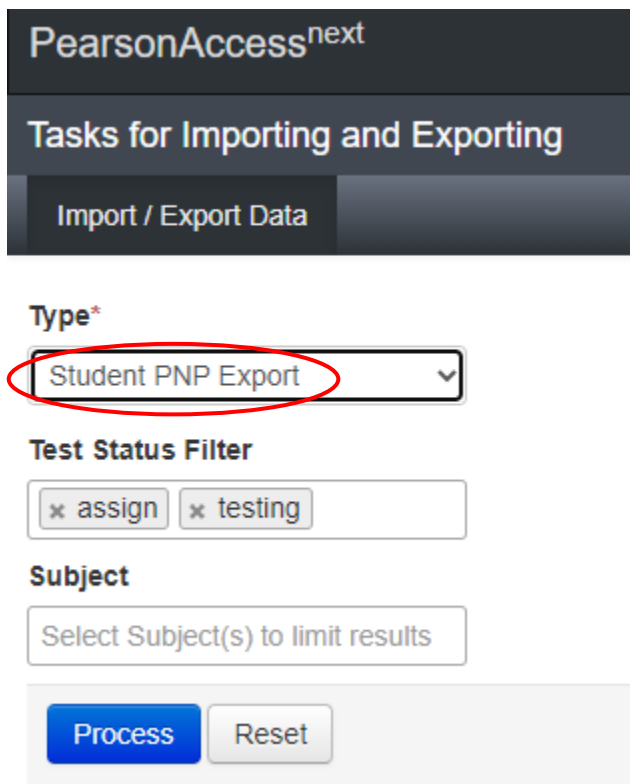 PearsonAccessnext
Tasks for Importing and Exporting
Import / Export Data
Type*
Student PNP Export
Test Status Filter
× assign × testing
Subject
Select Subject(s) to limit results
Process Reset